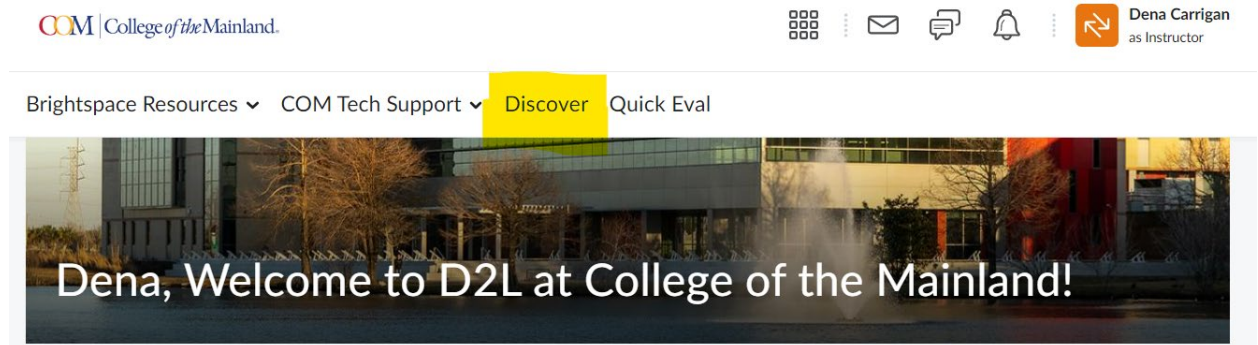 COM College of the Mainland.
Dena Carrigan
as Instructor
Brightspace Resources COM Tech Support Discover Quick Eval
Dena, Welcome to D2L at College of the Mainland!